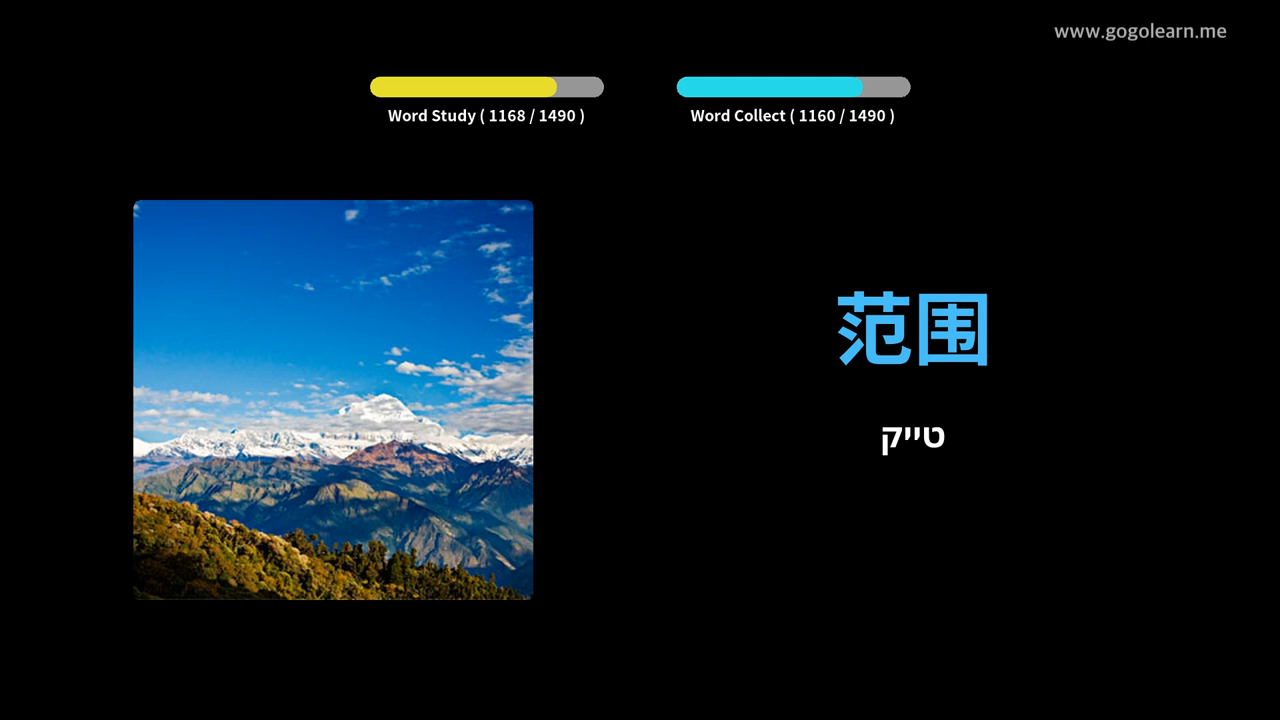 www.gogolearn.me
Word Study ( 1168 / 1490 )
Word Collect ( 1160 / 1490 )
范围
טייק